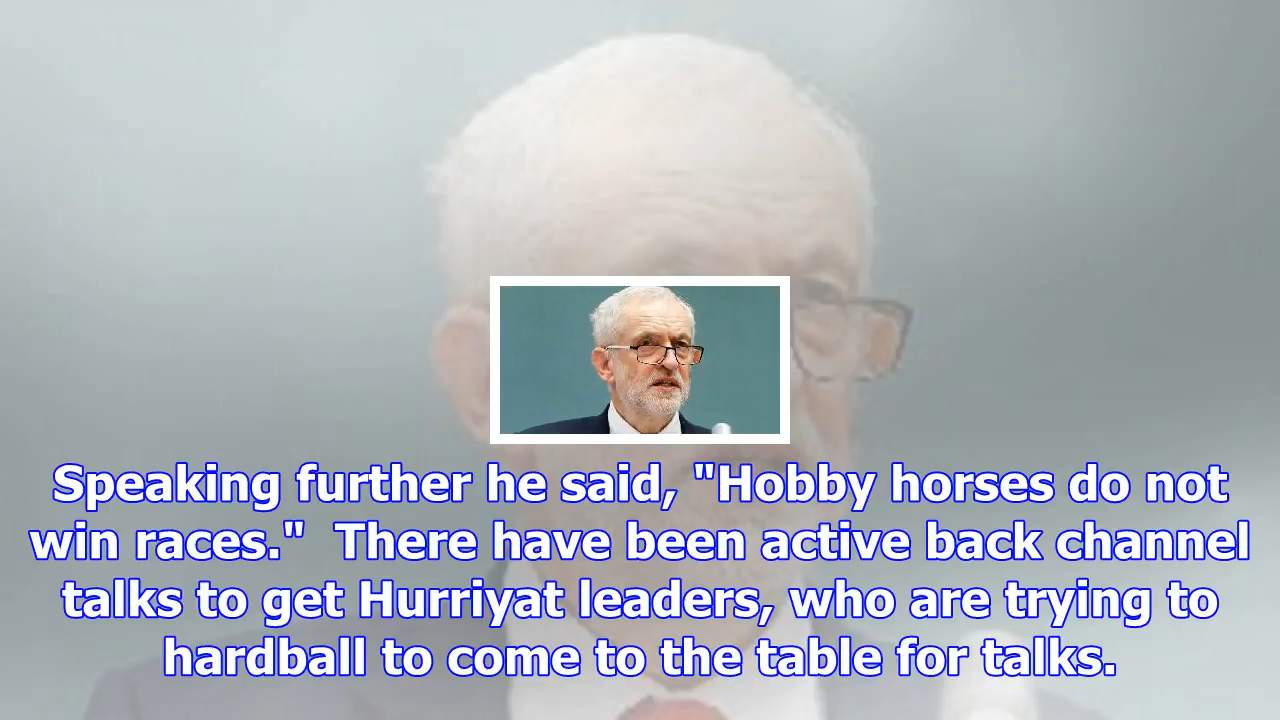 Speaking further he said, "Hobby horses do not
win races."  There have been active back channel
talks to get Hurriyat leaders, who are trying to
hardball to come to the table for talks.